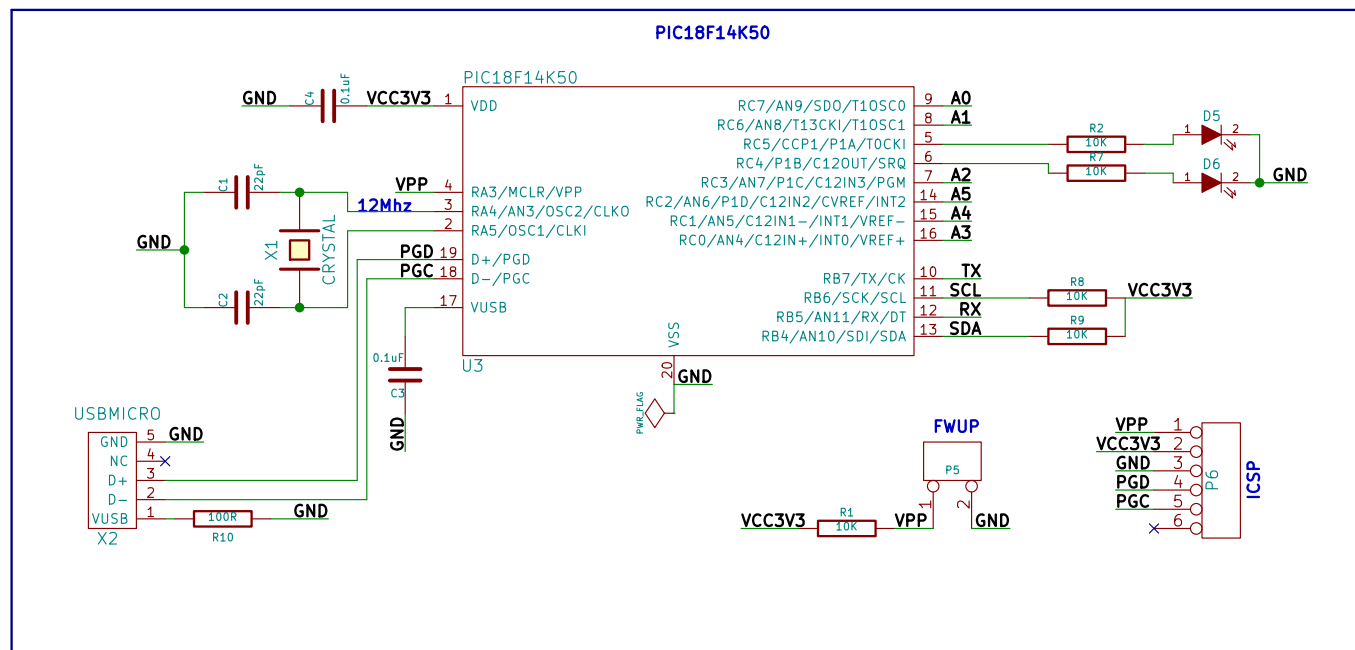 PIC18F14K50
PIC18F14K50
GND
C4
0.1uF
VCC3V3
1
VDD
RC7/AN9/SDO/T1OSCO
9
A0
RC6/AN8/T13CKI/T1OSC1
8
A1
RC5/CCP1/P1A/T0CKI
5
R2
10K
1
D5
2
RC4/P1B/C12OUT/SRQ
6
R7
10K
1
D6
2
GND
C1
22pF
VPP
4
RA3/MCLR/VPP
RC3/AN7/P1C/C12IN3/PGM
7
A2
12Mhz
3
RA4/AN3/OSC2/CLKO
RC2/AN6/P1D/C12IN2/CVREF/INT2
14
A5
2
RA5/OSC1/CLKI
RC1/AN5/C12IN1-/INT1/VREF-
15
A4
RC0/AN4/C12IN+/INT0/VREF+
16
A3
GND
X1
CRYSTAL
PGD
19
D+/PGD
PGC
18
D-/PGC
RB7/TX/CK
10
TX
C2
22pF
17
VUSB
RB6/SCK/SCL
11
SCL
R8
10K
VCC3V3
RB5/AN11/RX/DT
12
RX
RB4/AN10/SDI/SDA
13
SDA
R9
10K
VSS
20
GND
U3
0.1uF
C3
GND
PWR_FLAG
USBMICRO
GND
5
GND
NC
4
D+
3
D-
2
VUSB
1
100R
R10
GND
X2
FWUP
P5
1
2
VCC3V3
R1
10K
VPP
GND
VPP
1
VCC3V3
2
GND
3
PGD
4
PGC
5
6
P6
ICSP